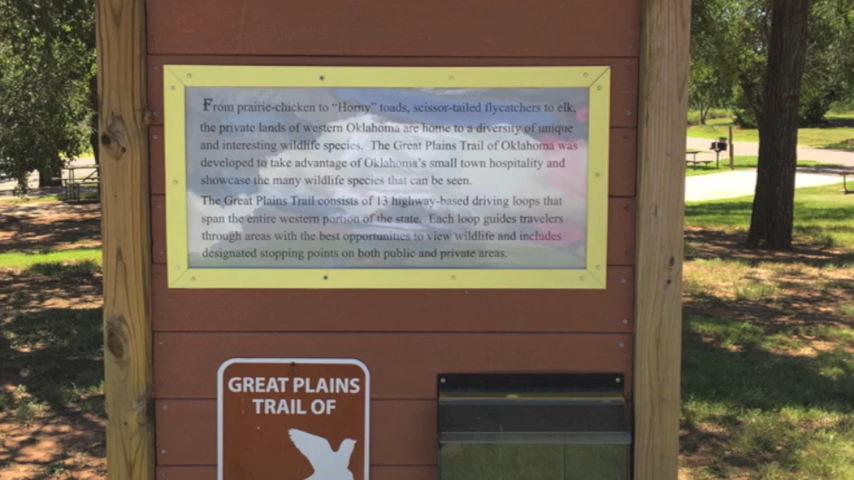 From prairie-chicken to “Horny” toads, scissor-tailed flycatchers to elk,
the private lands of western Oklahoma are home to a diversity of unique
and interesting wildlife species. The Great Plains Trail of Oklahoma was
developed to take advantage of Oklahoma’s small town hospitality and
showcase the many wildlife species that can be seen.
The Great Plains Trail consists of 13 highway-based driving loops that
span the entire western portion of the state. Each loop guides travelers
through areas with the best opportunities to view wildlife and includes
designated stopping points on both public and private areas.
GREAT PLAINS
TRAIL OF